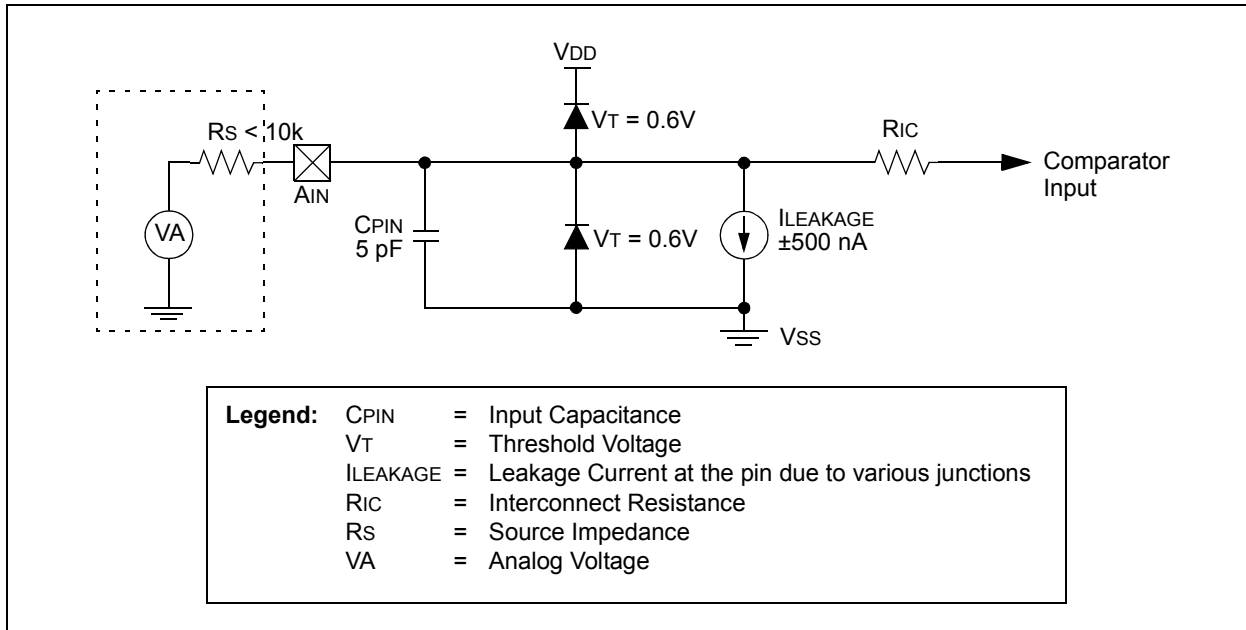 VDD
VT = 0.6V
RS < 10k
RIC
AIN
Comparator
Input
VA
CPIN
5 pF
VT = 0.6V
ILEAKAGE
±500 nA
VSS
Legend: CPIN = Input Capacitance
VT = Threshold Voltage
ILEAKAGE = Leakage Current at the pin due to various junctions
RIC = Interconnect Resistance
RS = Source Impedance
VA = Analog Voltage